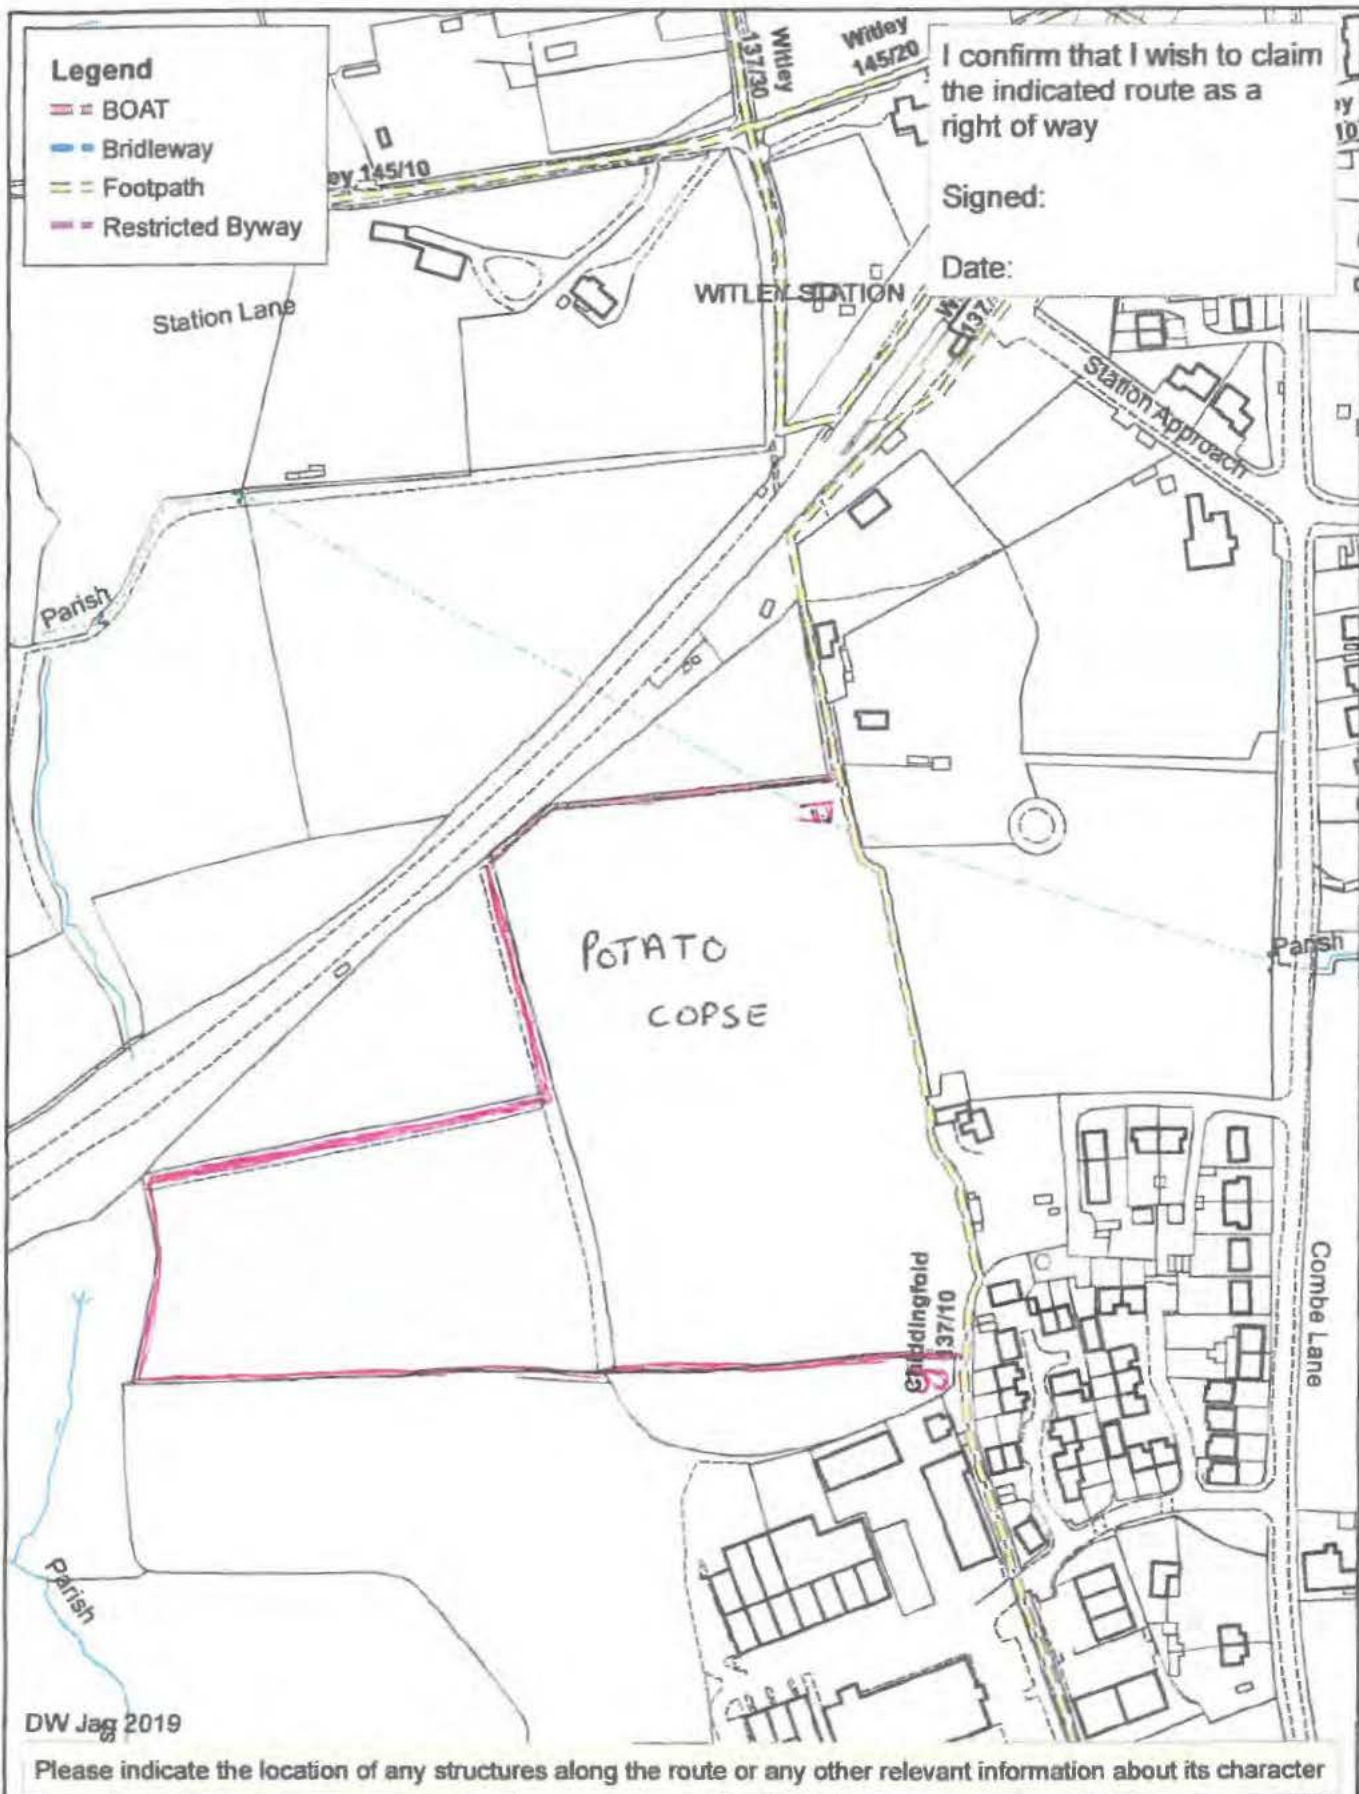 Legend
BOAT
Bridleway
Footpath
Restricted Byway
ey 145/10
Witley
137/30
Witley
145/20
I confirm that I wish to claim
the indicated route as a
right of way
Signed:
Date:
Station Lane
WITLEY STATION
137/
Station Approach
Parish
POTATO
COPSE
Parish
Chiddingfold
137/10
Combe Lane
Parish
DW Jan 2019
Please indicate the location of any structures along the route or any other relevant information about its character